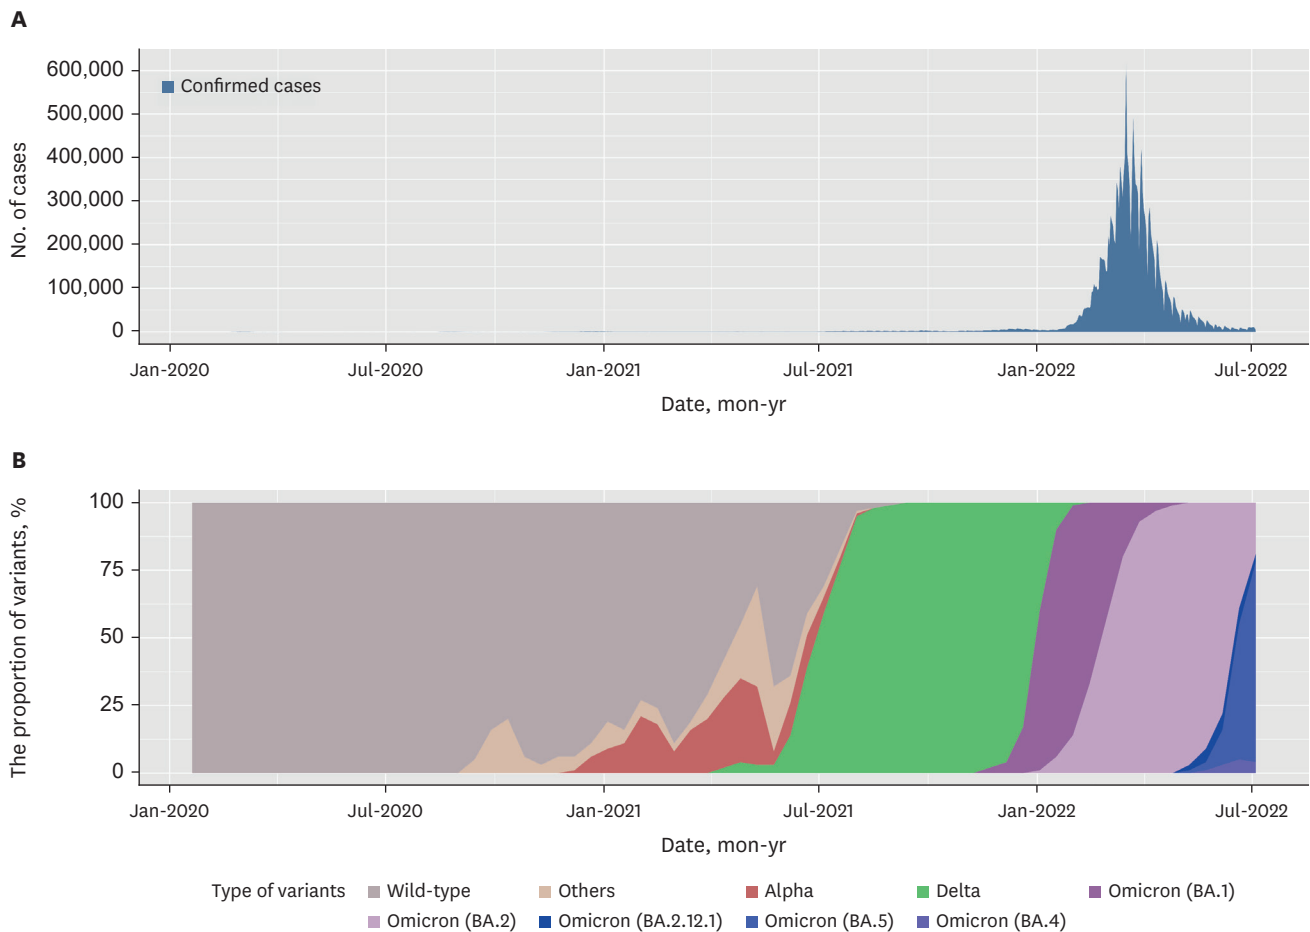 A
600,000
500,000
400,000
300,000
200,000
100,000
0
No. of cases
Confirmed cases
Jan-2020 Jul-2020 Jan-2021 Jul-2021 Jan-2022 Jul-2022
Date, mon-yr
B
100
75
50
25
0
The proportion of variants, %
Jan-2020 Jul-2020 Jan-2021 Jul-2021 Jan-2022 Jul-2022
Date, mon-yr
Type of variants Wild-type Others Alpha Delta Omicron (BA.1)
Omicron (BA.2) Omicron (BA.2.12.1) Omicron (BA.5) Omicron (BA.4)